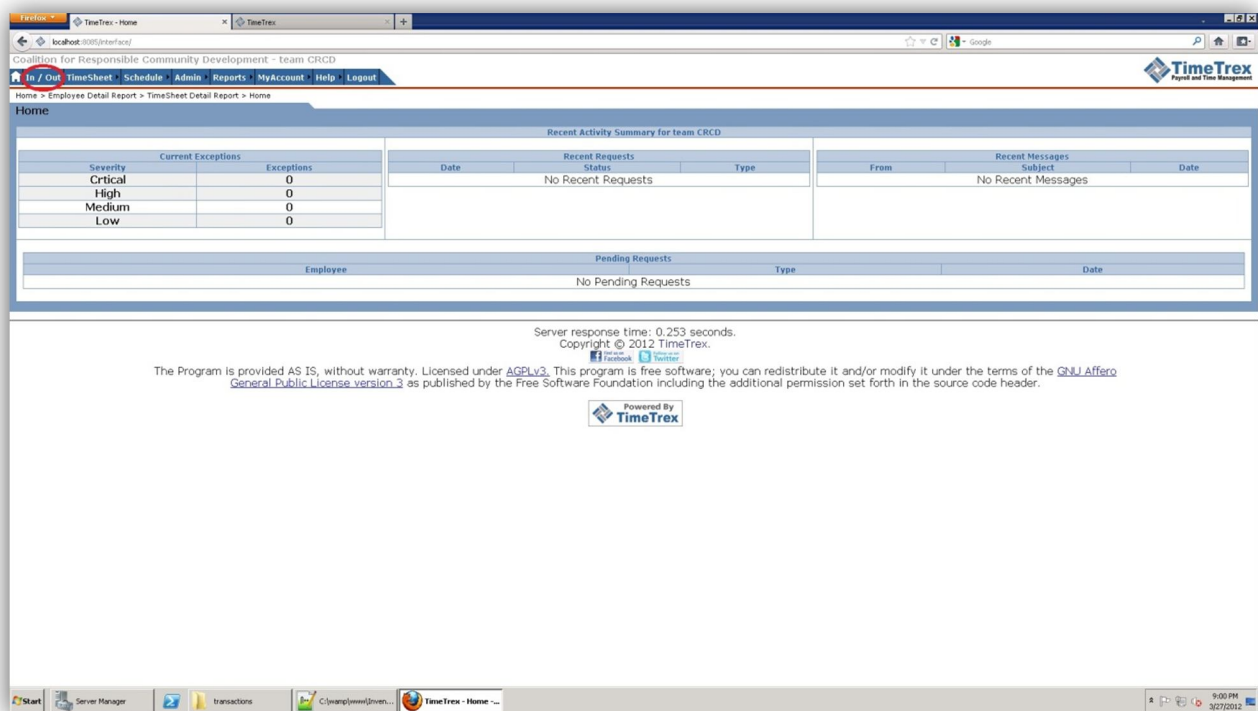 Firefox
TimeTrex - Home
TimeTrex
localhost:8085/interface/
Google
Coalition for Responsible Community Development - team CRCD
In / Out TimeSheet Schedule Admin Reports MyAccount Help Logout
TimeTrex
Payroll and Time Management
Home > Employee Detail Report > TimeSheet Detail Report > Home
Home
Recent Activity Summary for team CRCD
Current Exceptions
Severity Exceptions
Crtical 0
High 0
Medium 0
Low 0
Recent Requests
Date Status Type
No Recent Requests
Recent Messages
From Subject Date
No Recent Messages
Pending Requests
Employee Type Date
No Pending Requests
Server response time: 0.253 seconds.
Copyright © 2012 TimeTrex.
Find us on Facebook
Follow us on Twitter
The Program is provided AS IS, without warranty. Licensed under AGPLv3. This program is free software; you can redistribute it and/or modify it under the terms of the GNU Affero
General Public License version 3 as published by the Free Software Foundation including the additional permission set forth in the source code header.
Powered By
TimeTrex
Start
Server Manager
transactions
C:\wamp\www\Inven...
TimeTrex - Home -...
9:00 PM
3/27/2012